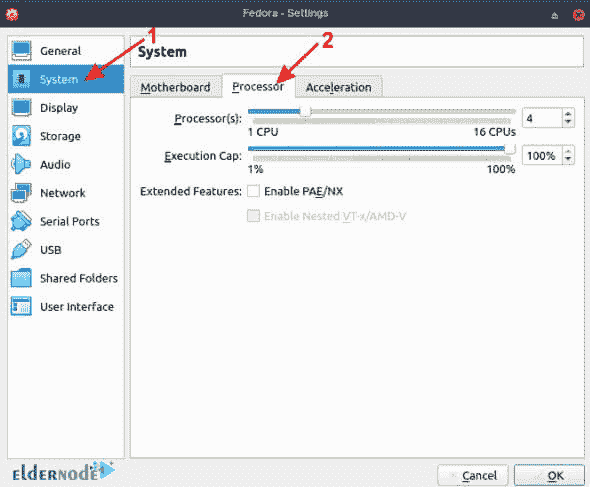 Fedora - Settings
1
2
General
System
Display
Storage
Audio
Network
Serial Ports
USB
Shared Folders
User Interface
System
Motherboard
Processor
Acceleration
Processor(s):
4
1 CPU
16 CPUs
Execution Cap:
100%
1%
100%
Extended Features:
Enable PAE/NX
Enable Nested VT-x/AMD-V
ELDERNODE
Cancel
OK